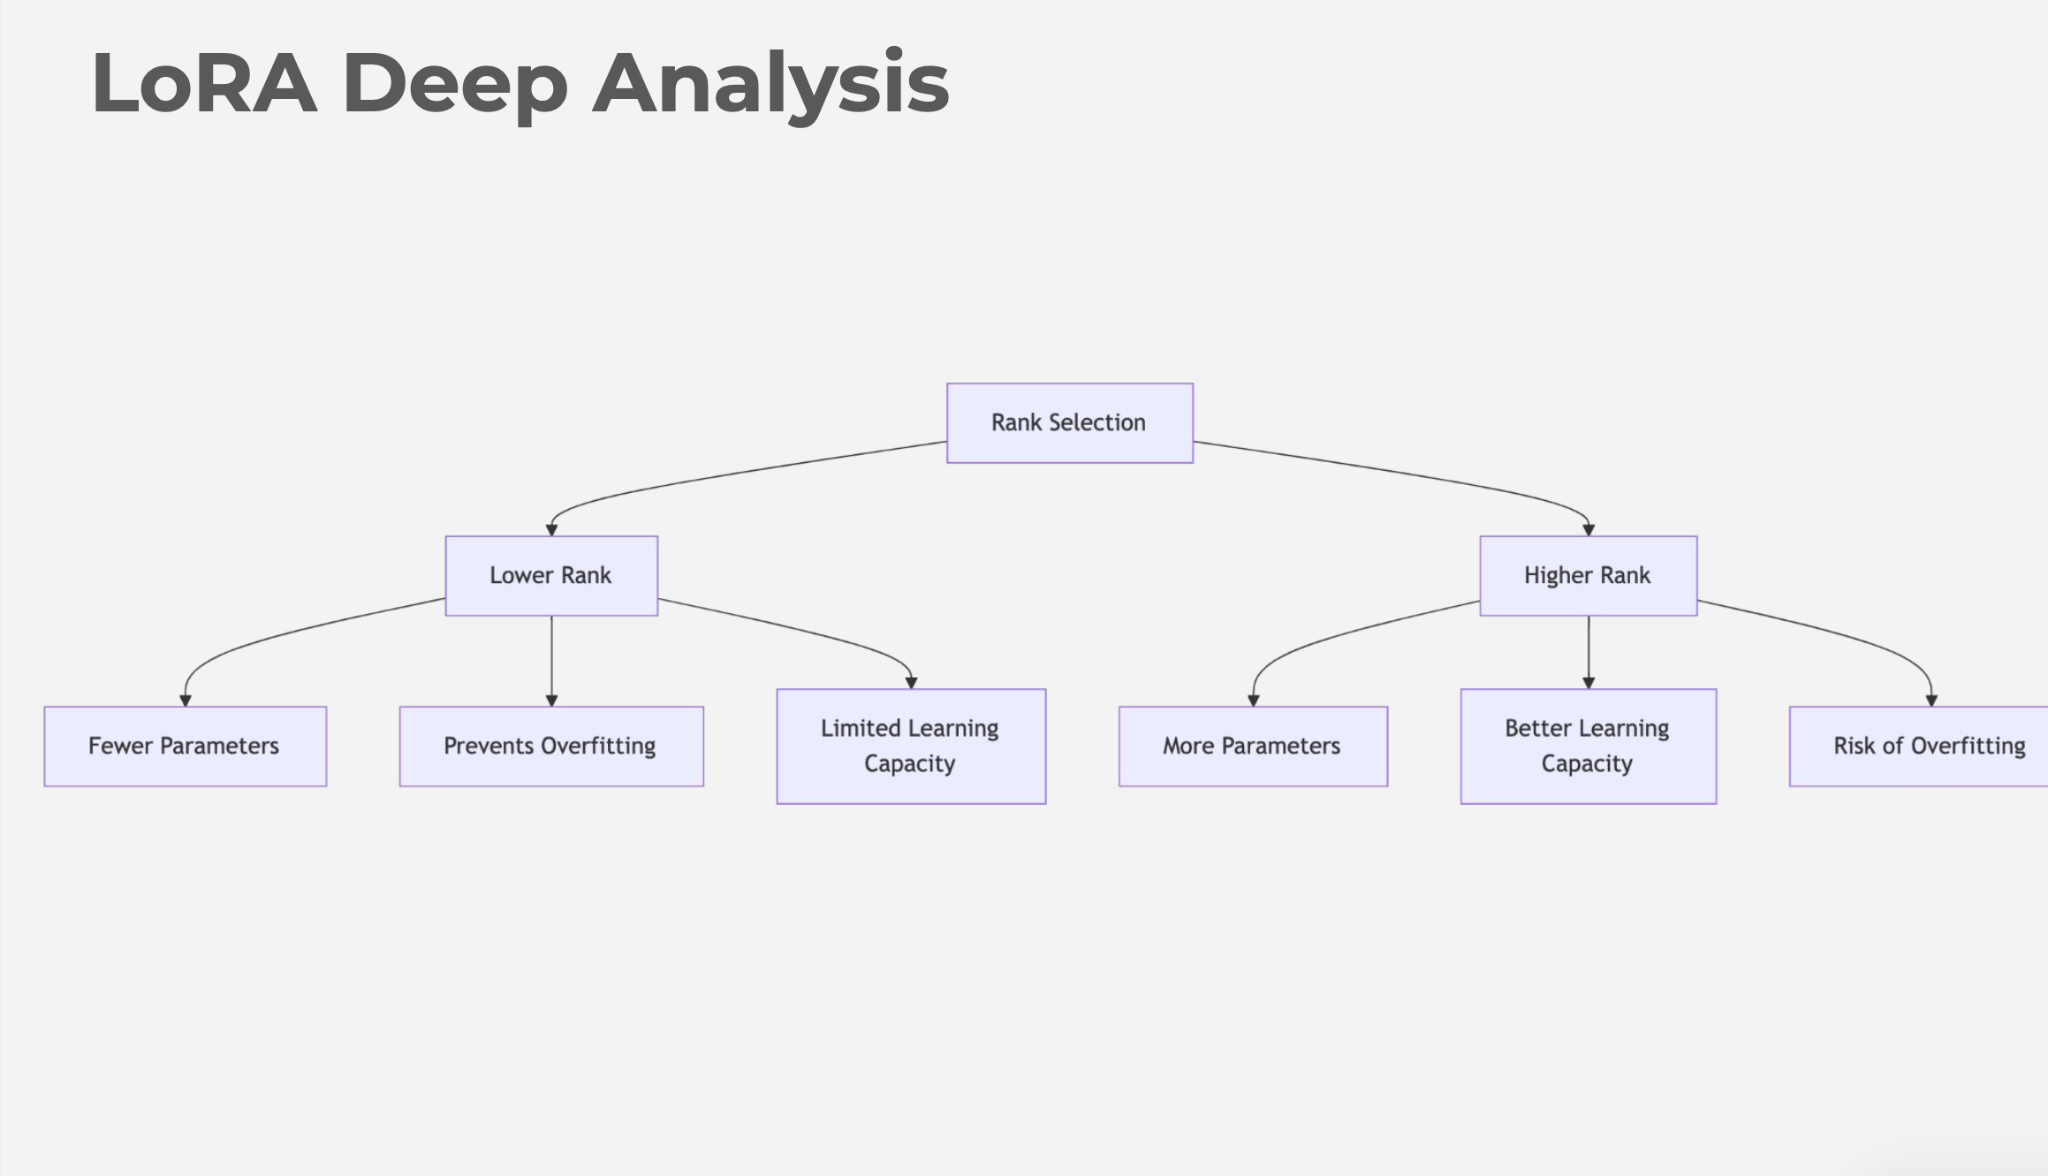 LoRA Deep Analysis
Rank Selection
Lower Rank
Higher Rank
Fewer Parameters
Prevents Overfitting
Limited Learning
Capacity
More Parameters
Better Learning
Capacity
Risk of Overfitting